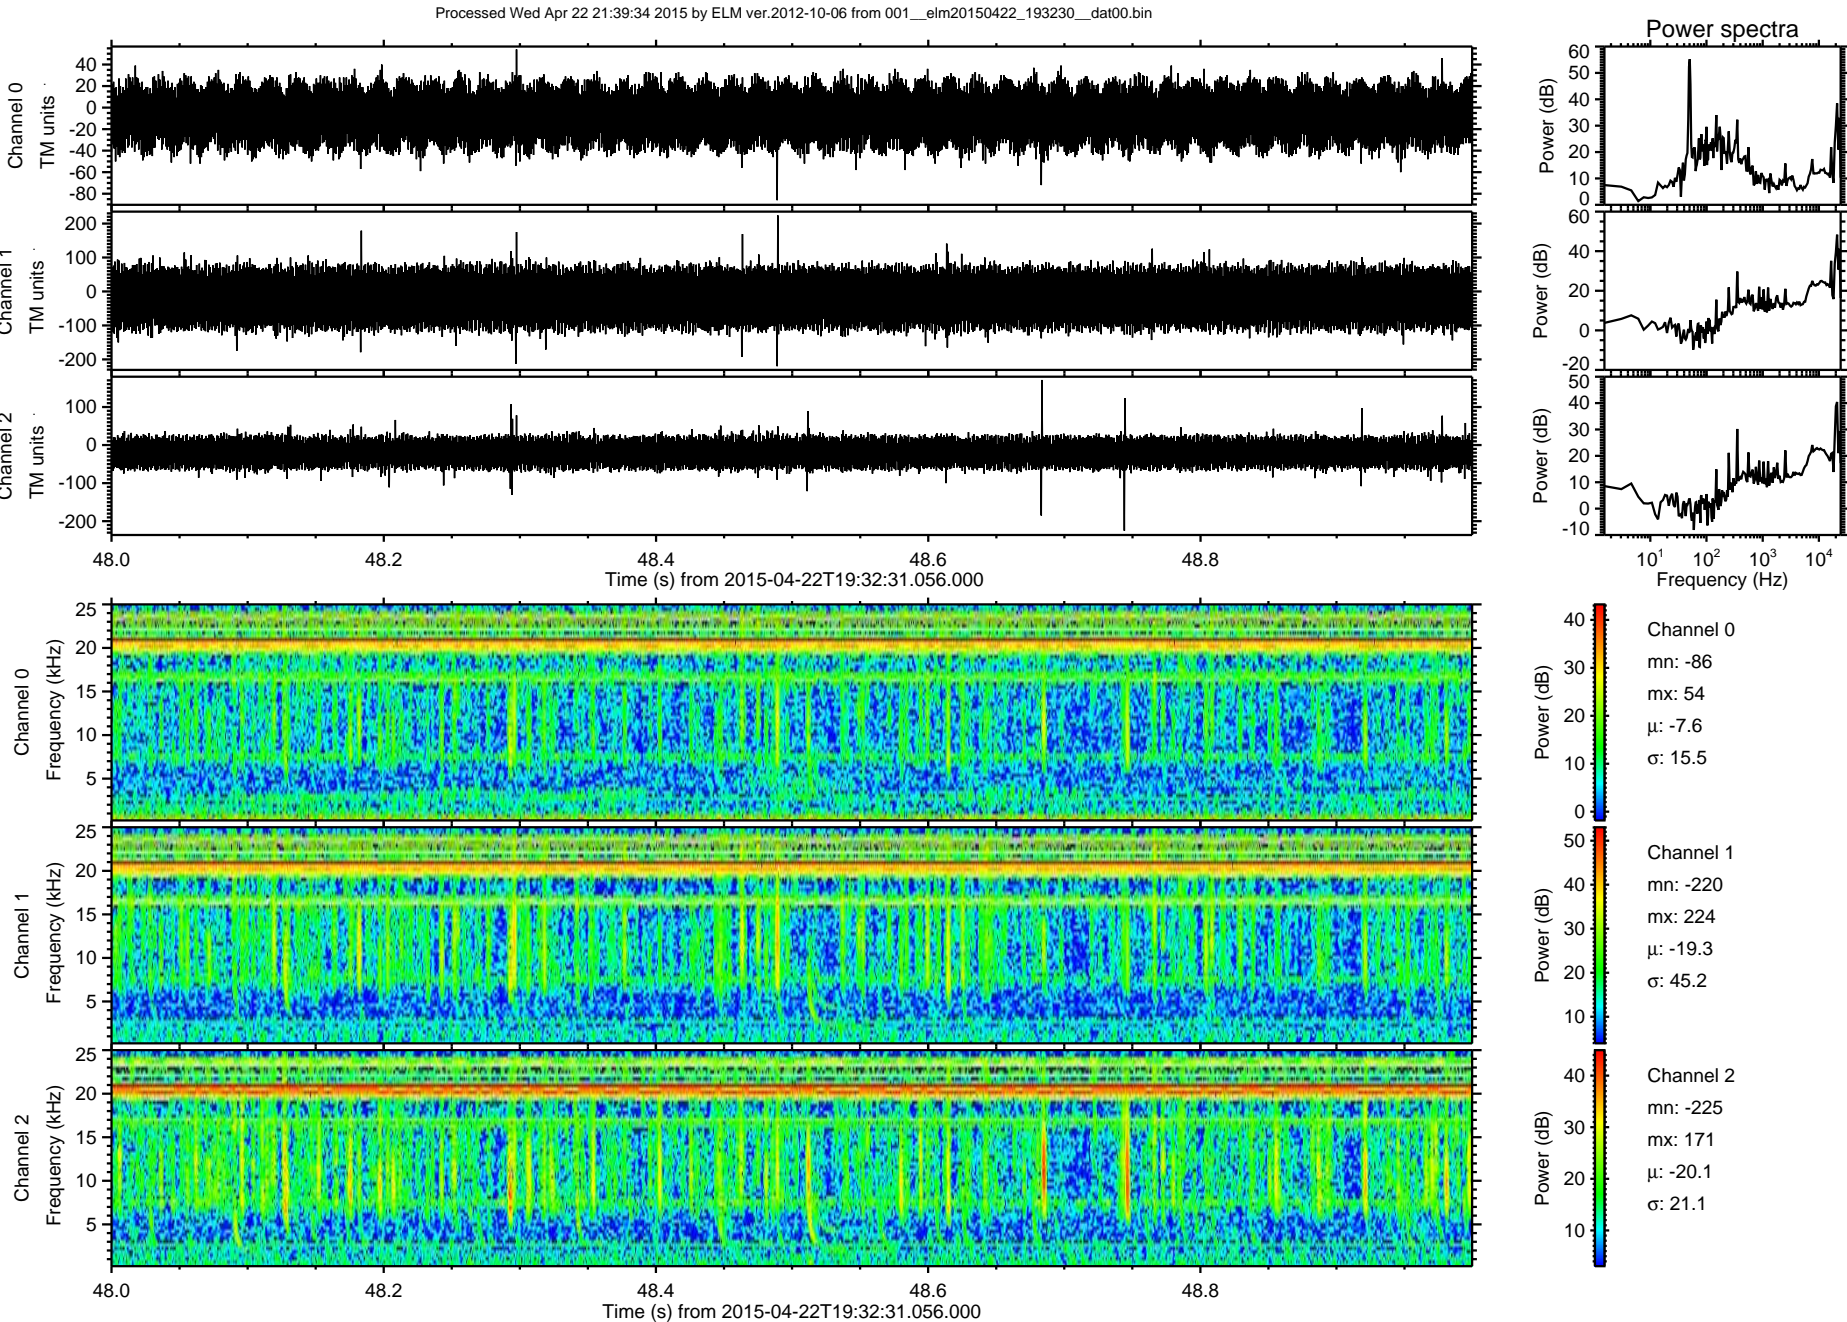 Processed Wed Apr 22 21:39:34 2015 by ELM ver.2012-10-06 from 001__elm20150422_193230__dat00.bin
Power spectra
Channel 0
TM units
40
20
0
-20
-40
-60
-80
Power (dB)
60
50
40
30
20
10
0
Channel 1
TM units
200
100
0
-100
-200
Power (dB)
60
40
20
0
-20
Channel 2
TM units
100
0
-100
-200
Power (dB)
50
40
30
20
10
0
-10
48.0
48.2
48.4
48.6
48.8
Time (s) from 2015-04-22T19:32:31.056.000
10^1
10^2
10^3
10^4
Frequency (Hz)
Channel 0
Frequency (kHz)
25
20
15
10
5
Power (dB)
40
30
20
10
0
Channel 0
mn: -86
mx: 54
μ: -7.6
σ: 15.5
Channel 1
Frequency (kHz)
25
20
15
10
5
Power (dB)
50
40
30
20
10
Channel 1
mn: -220
mx: 224
μ: -19.3
σ: 45.2
Channel 2
Frequency (kHz)
25
20
15
10
5
Power (dB)
40
30
20
10
Channel 2
mn: -225
mx: 171
μ: -20.1
σ: 21.1
48.0
48.2
48.4
48.6
48.8
Time (s) from 2015-04-22T19:32:31.056.000